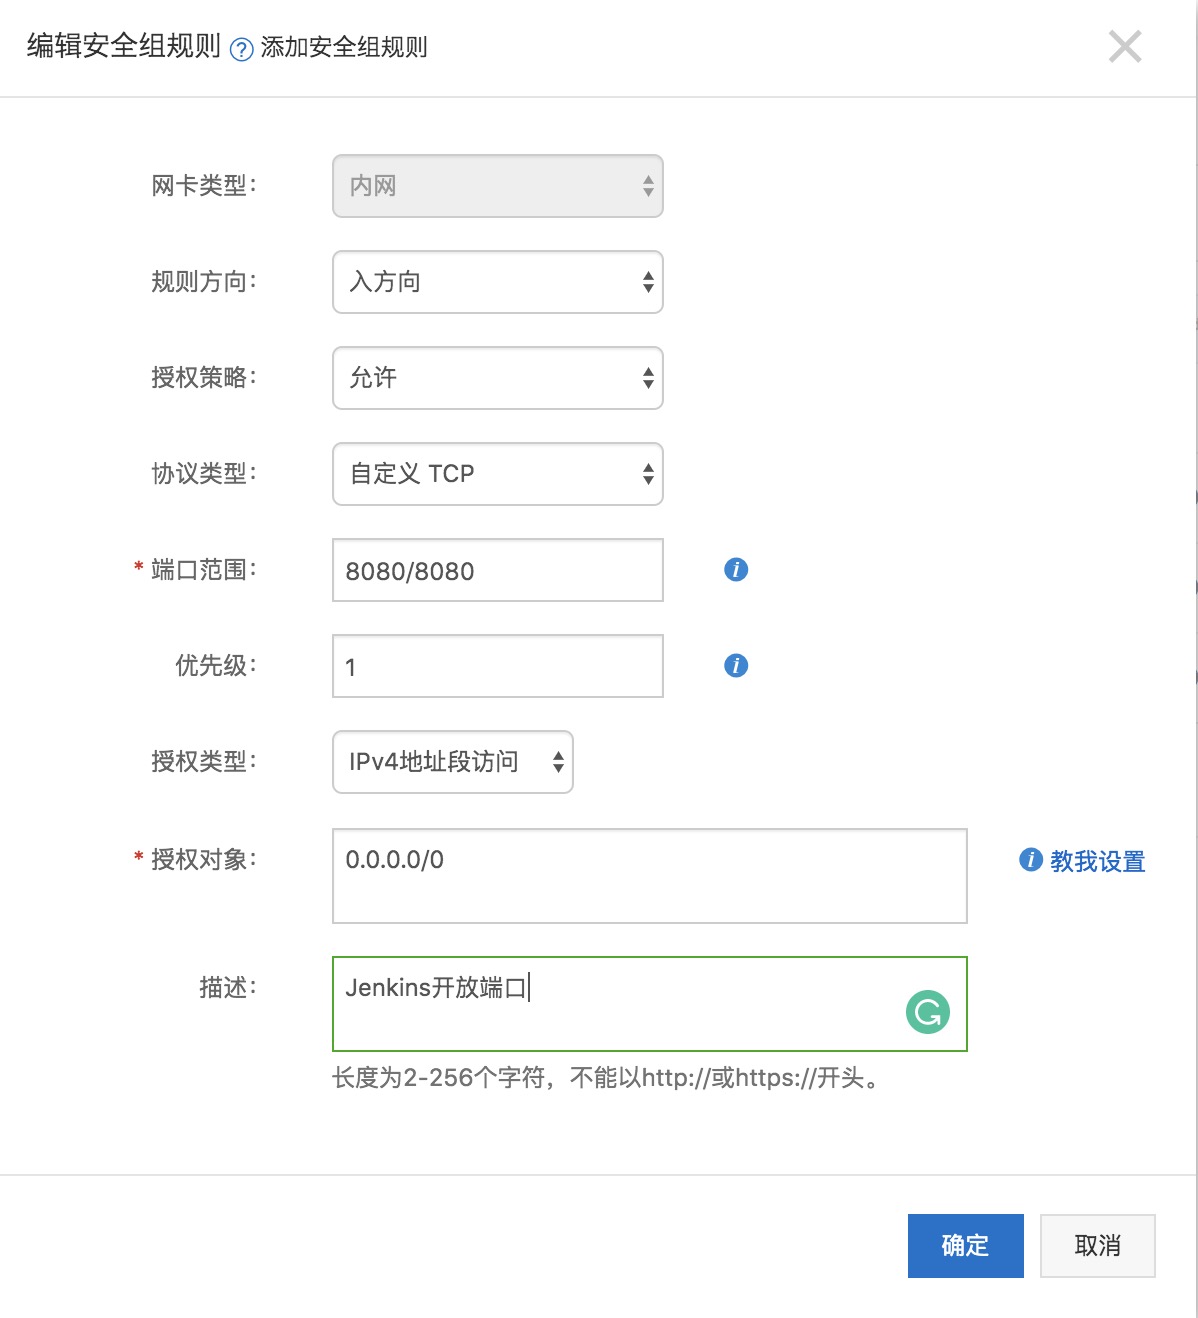 编辑安全组规则 ? 添加安全组规则
网卡类型： 内网
规则方向： 入方向
授权策略： 允许
协议类型： 自定义 TCP
* 端口范围： 8080/8080
优先级： 1
授权类型： IPv4地址段访问
* 授权对象： 0.0.0.0/0 i 教我设置
描述： Jenkins开放端口
长度为2-256个字符，不能以http://或https://开头。
确定 取消